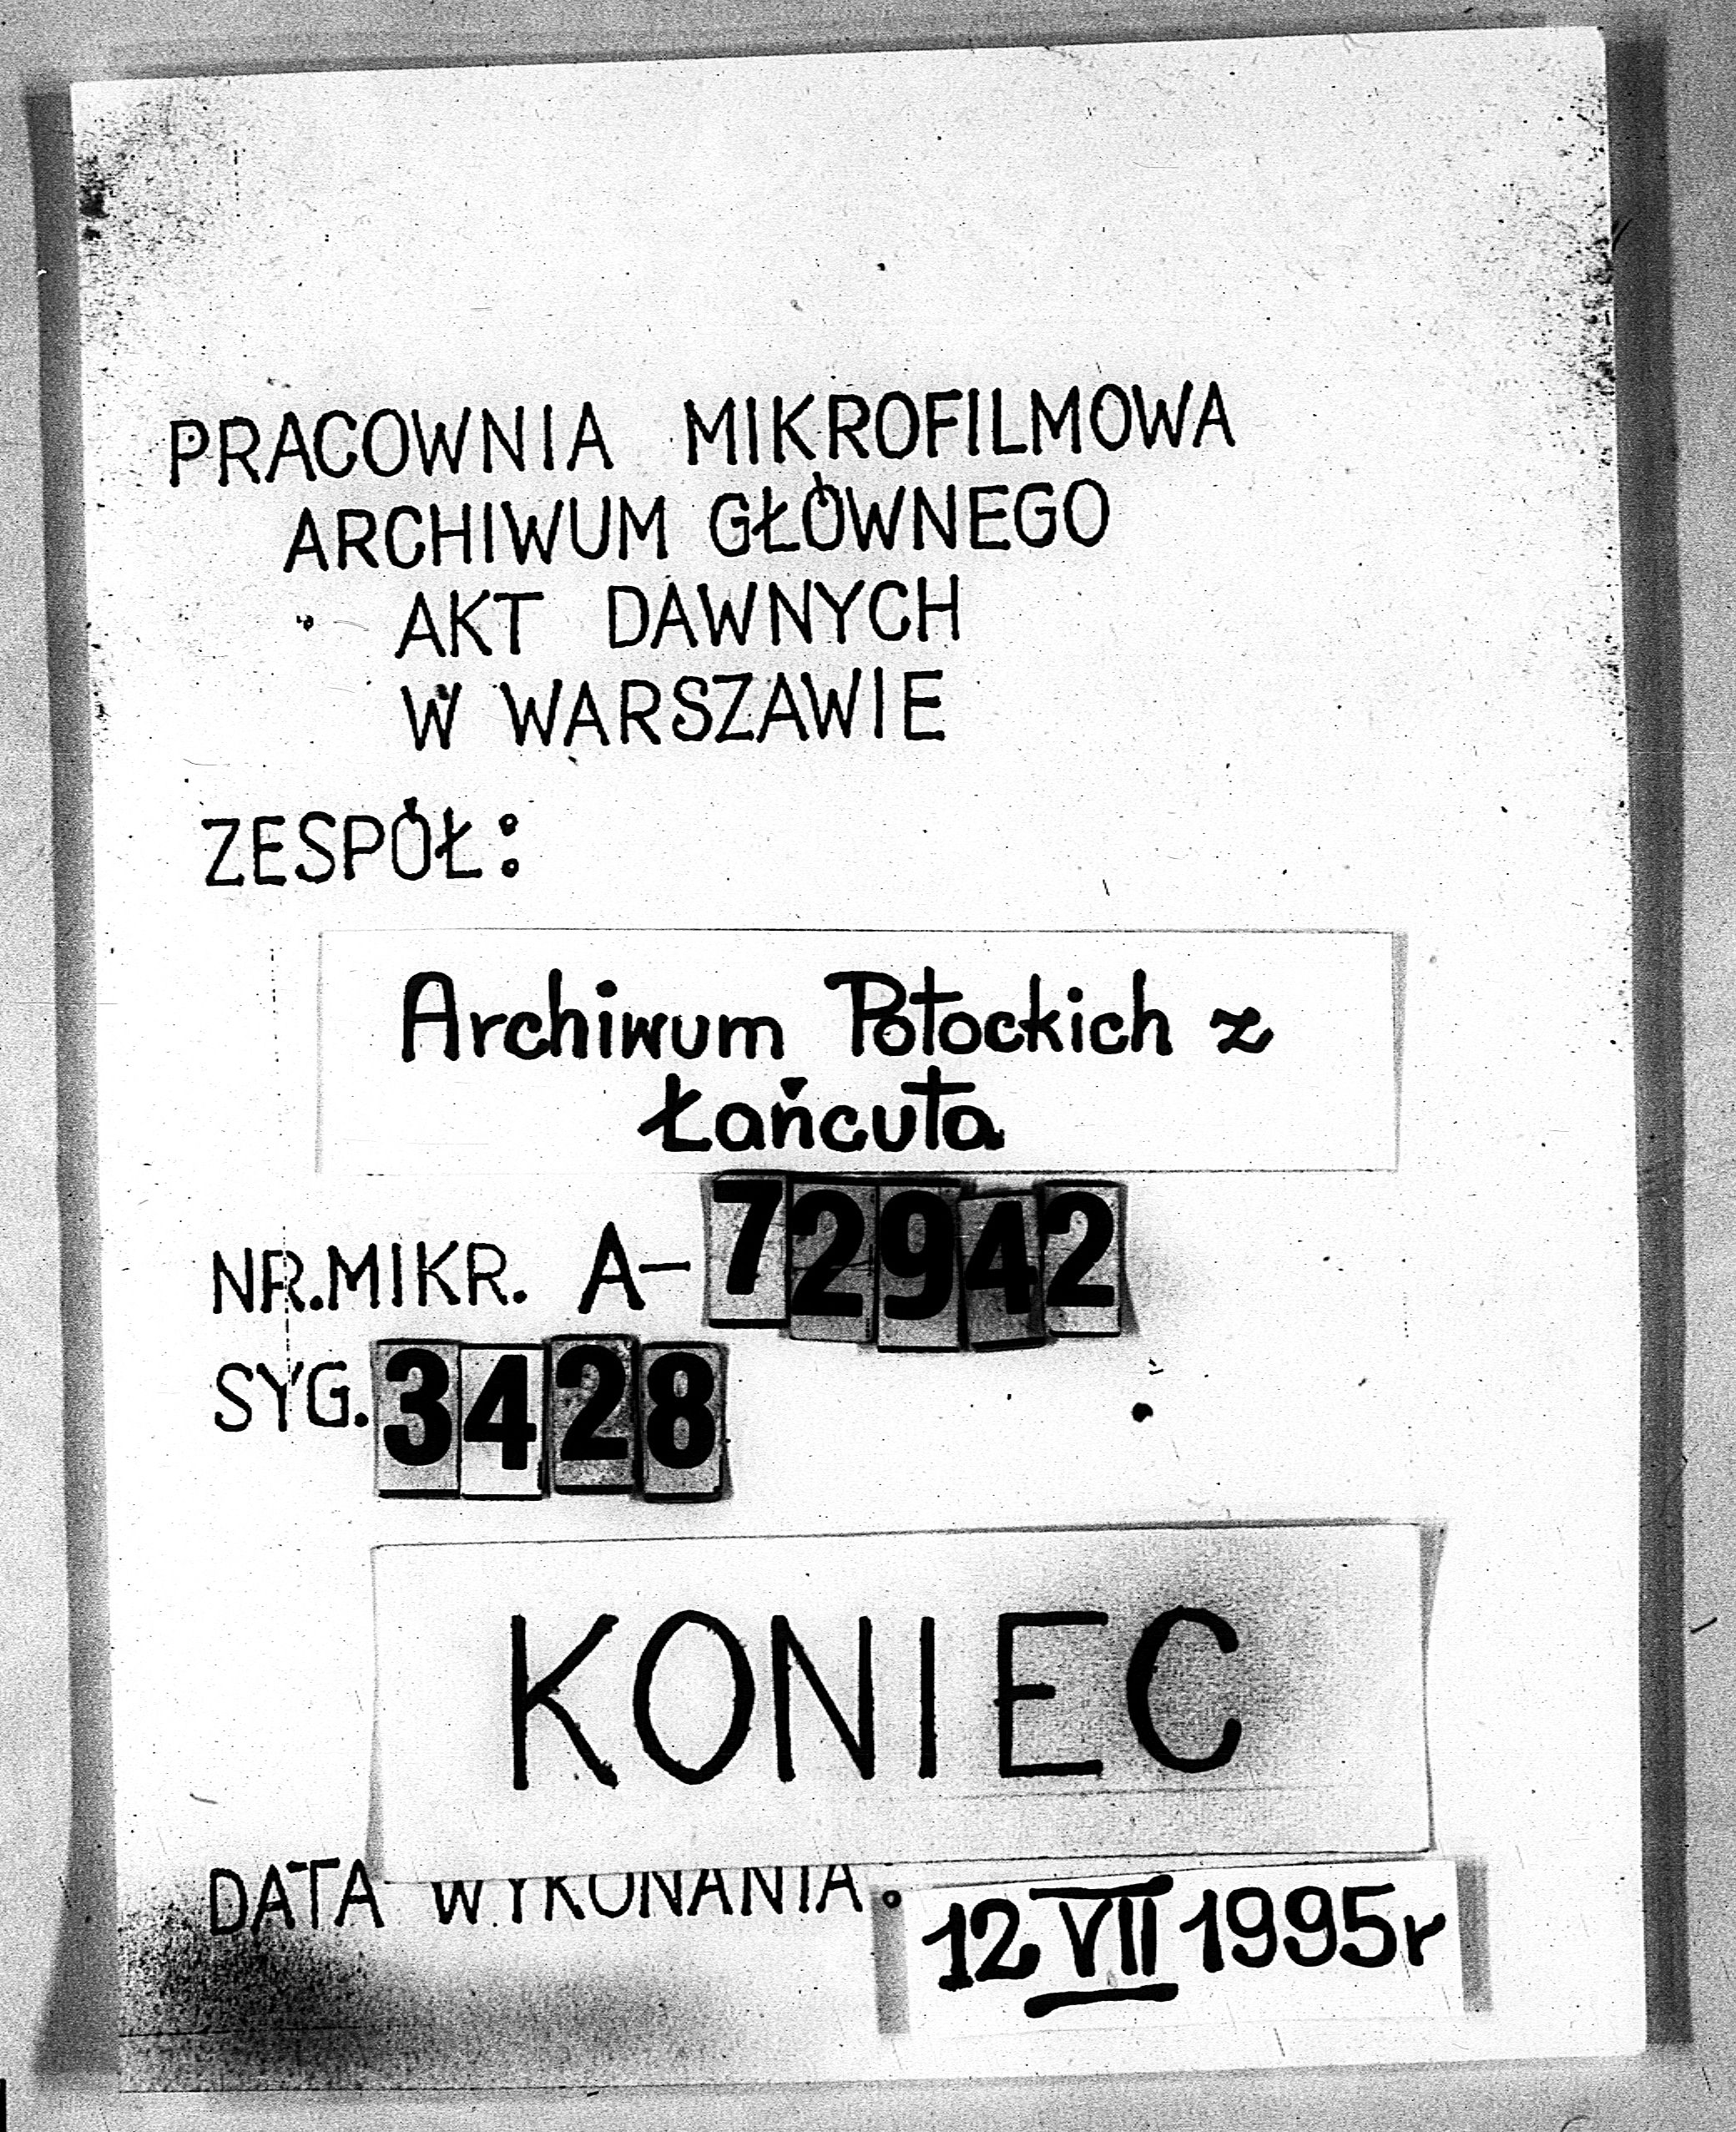 PRACOWNIA MIKROFILMOWA
ARCHIWUM GŁÓWNEGO
AKT DAWNYCH
W WARSZAWIE
ZESPÓŁ:
Archiwum Potockich z
Łańcuta
NR.MIKR. A-72942
SYG. 3428
KONIEC
DATA WYKONANIA: 12 VII 1995r